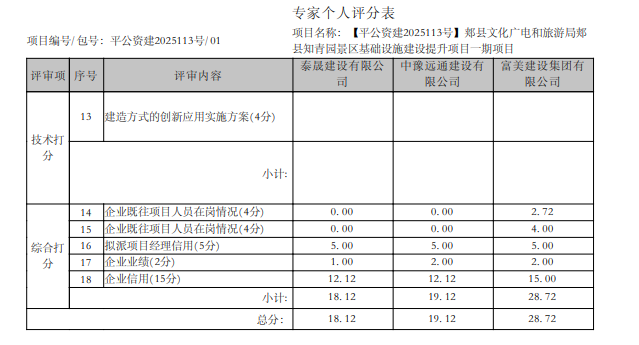 专家个人评分表
项目编号/包号: 平公资建2025113号/01
项目名称: 【平公资建2025113号】郏县文化广电和旅游局郏
县知青园景区基础设施建设提升项目一期项目
评审项 序号 评审内容 泰晟建设有限公司 中豫远通建设有限公司 富美建设集团有限公司
技术打分
13 建造方式的创新应用实施方案(4分)
小计:
综合打分
14 企业既往项目人员在岗情况(4分) 0.00 0.00 2.72
15 企业既往项目人员在岗情况(4分) 0.00 0.00 4.00
16 拟派项目经理信用(5分) 5.00 5.00 5.00
17 企业业绩(2分) 1.00 2.00 2.00
18 企业信用(15分) 12.12 12.12 15.00
小计: 18.12 19.12 28.72
总分: 18.12 19.12 28.72